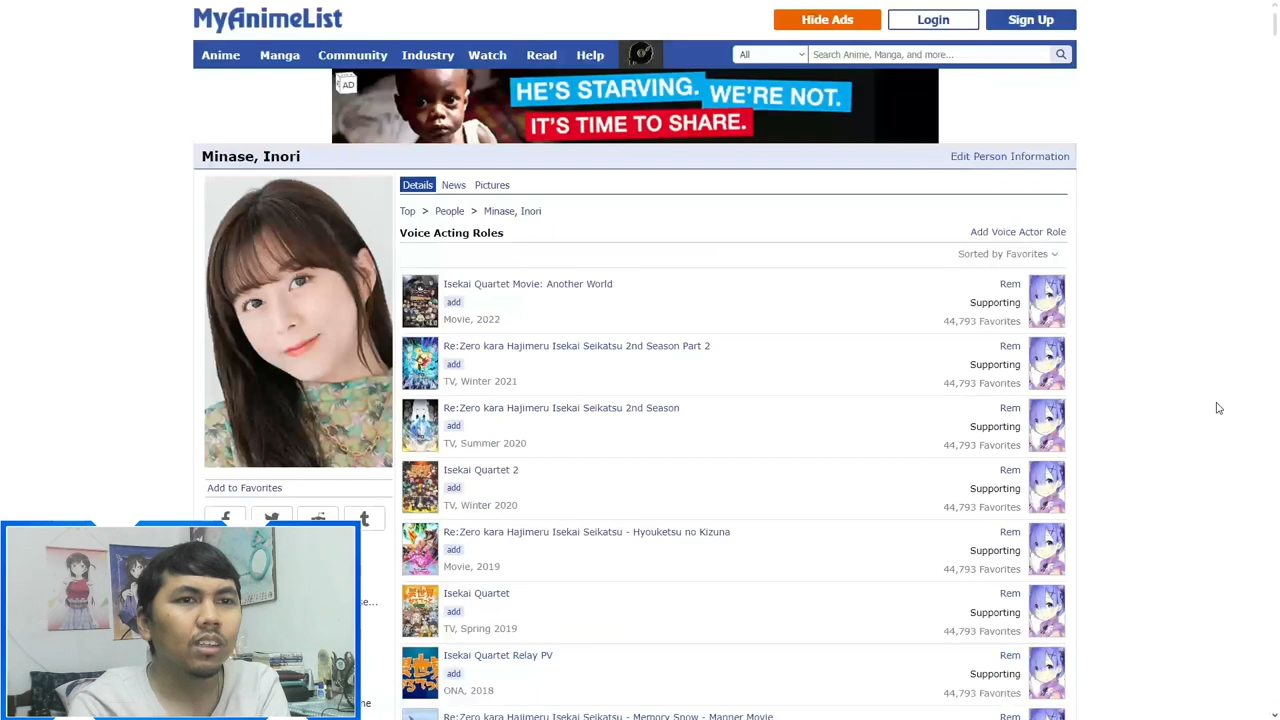 MyAnimeList
Hide Ads
Login
Sign Up
Anime Manga Community Industry Watch Read Help
All
Search Anime, Manga, and more...
AD
HE'S STARVING. WE'RE NOT.
IT'S TIME TO SHARE.
Minase, Inori
Edit Person Information
Details News Pictures
Top > People > Minase, Inori
Voice Acting Roles
Add Voice Actor Role
Sorted by Favorites
Isekai Quartet Movie: Another World
Rem
add
Supporting
Movie, 2022
44,793 Favorites
Re:Zero kara Hajimeru Isekai Seikatsu 2nd Season Part 2
Rem
add
Supporting
TV, Winter 2021
44,793 Favorites
Re:Zero kara Hajimeru Isekai Seikatsu 2nd Season
Rem
add
Supporting
TV, Summer 2020
44,793 Favorites
Isekai Quartet 2
Rem
add
Supporting
TV, Winter 2020
44,793 Favorites
Add to Favorites
Re:Zero kara Hajimeru Isekai Seikatsu - Hyouketsu no Kizuna
Rem
add
Supporting
Movie, 2019
44,793 Favorites
Isekai Quartet
Rem
add
Supporting
TV, Spring 2019
44,793 Favorites
Isekai Quartet Relay PV
Rem
add
Supporting
ONA, 2018
44,793 Favorites
Re:Zero kara Hajimeru Isekai Seikatsu - Memory Snow - Manner Movie
Rem